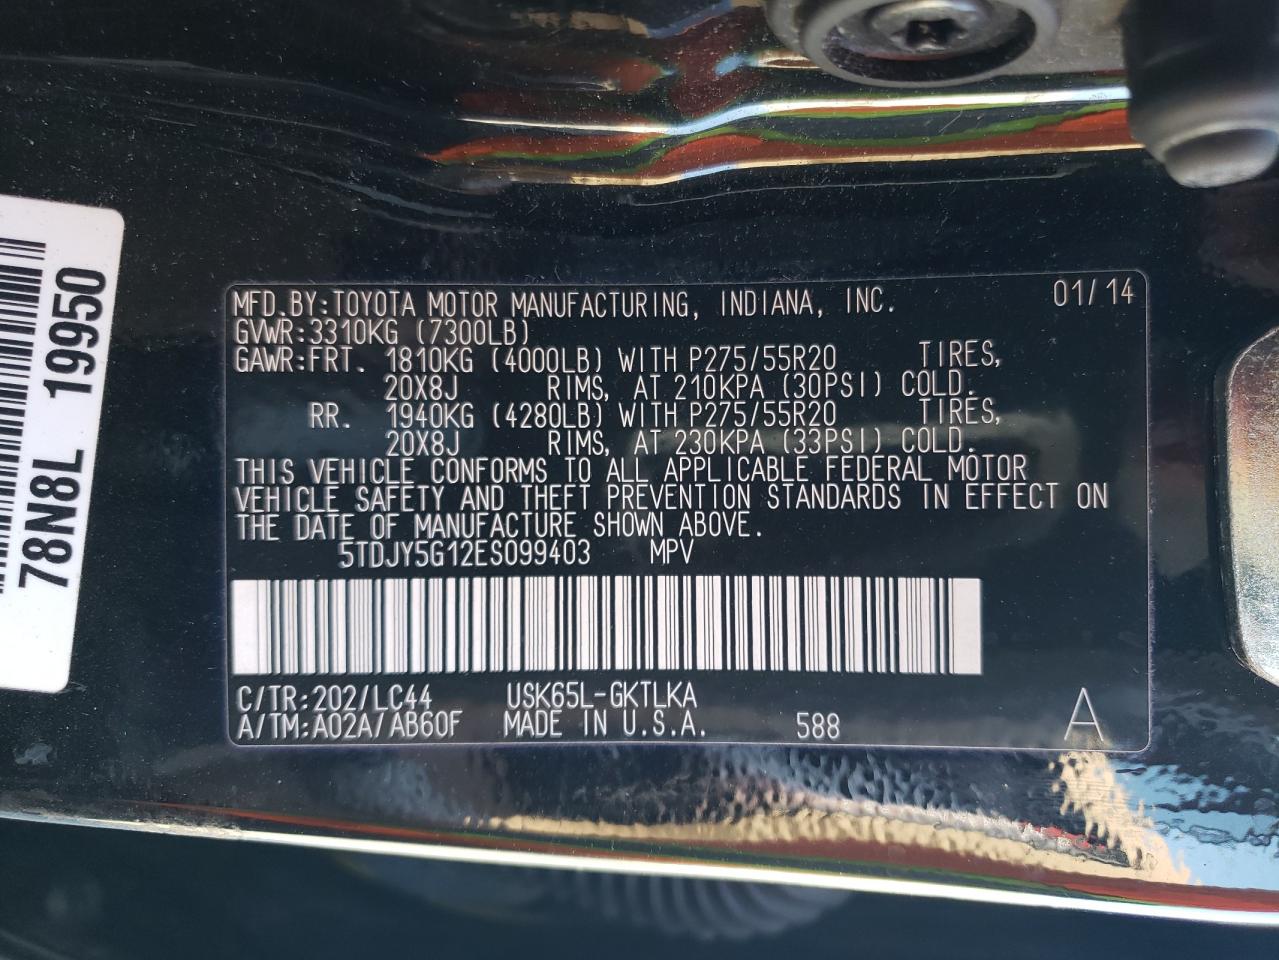 78N8L 19950
MFD.BY:TOYOTA MOTOR MANUFACTURING, INDIANA, INC. 01/14
GVWR:3310KG (7300LB)
GAWR:FRT. 1810KG (4000LB) WITH P275/55R20 TIRES,
20X8J RIMS, AT 210KPA (30PSI) COLD.
RR. 1940KG (4280LB) WITH P275/55R20 TIRES,
20X8J RIMS, AT 230KPA (33PSI) COLD.
THIS VEHICLE CONFORMS TO ALL APPLICABLE FEDERAL MOTOR
VEHICLE SAFETY AND THEFT PREVENTION STANDARDS IN EFFECT ON
THE DATE OF MANUFACTURE SHOWN ABOVE.
5TDJY5G12ES099403 MPV
C/TR:202/LC44 USK65L-GKTLKA
A/TM:A02A/AB60F MADE IN U.S.A. 588 A